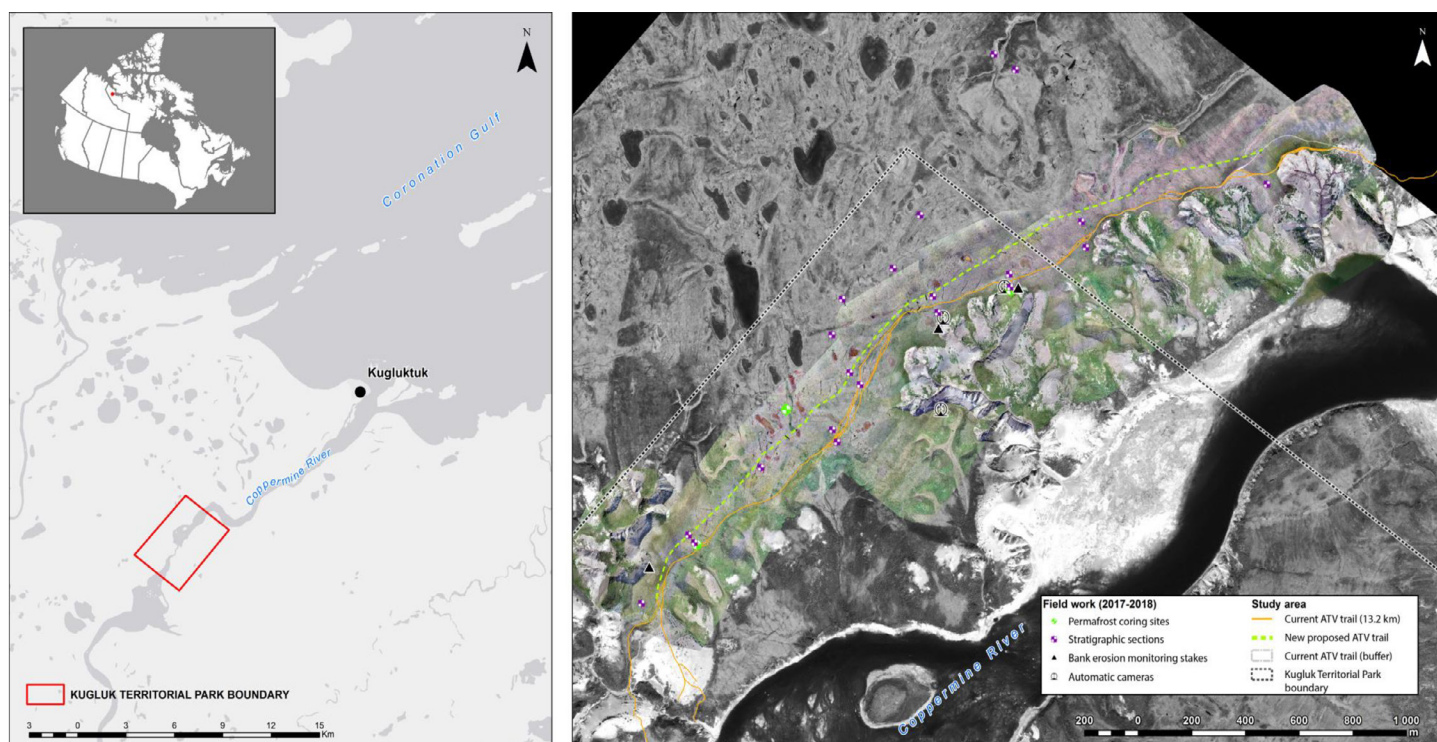 N
Coronation Gulf
Kugluktuk
Coppermine River
KUGLUK TERRITORIAL PARK BOUNDARY
3 0 3 6 9 12 15
Km
N
Coppermine River
Field work (2017-2018)
Permafrost coring sites
Stratigraphic sections
Bank erosion monitoring stakes
Automatic cameras
Study area
Current ATV trail (13.2 km)
New proposed ATV trail
Current ATV trail (buffer)
Kugluk Territorial Park
boundary
200 0 200 400 600 800 1 000
m